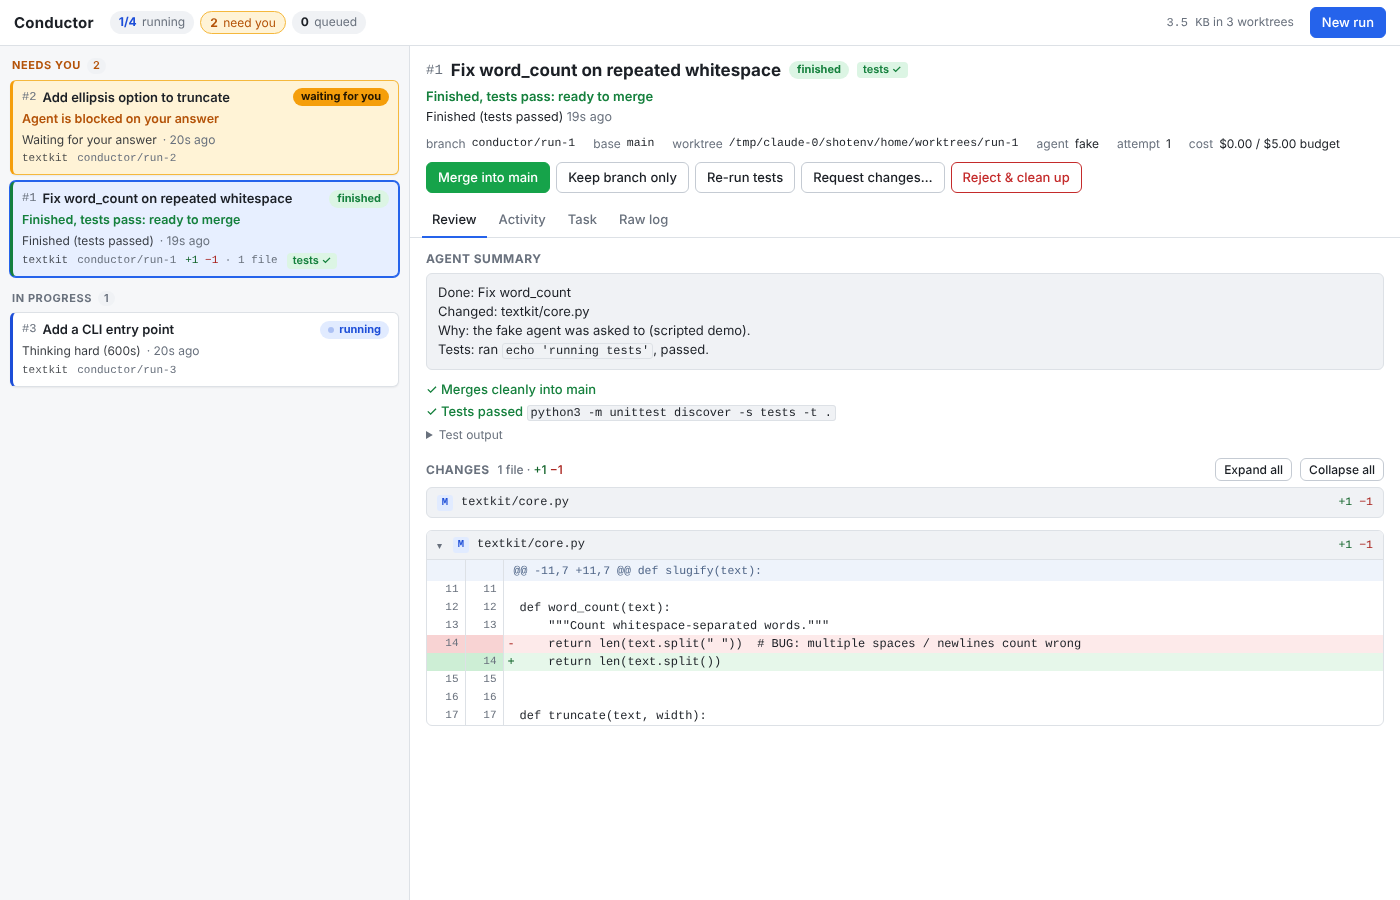 Conductor 1/4 running 2 need you 0 queued 3.5 KB in 3 worktrees New run
NEEDS YOU 2
#2 Add ellipsis option to truncate waiting for you
Agent is blocked on your answer
Waiting for your answer · 20s ago
textkit conductor/run-2
#1 Fix word_count on repeated whitespace finished
Finished, tests pass: ready to merge
Finished (tests passed) · 19s ago
textkit conductor/run-1 +1 −1 · 1 file tests ✓
IN PROGRESS 1
#3 Add a CLI entry point running
Thinking hard (600s) · 20s ago
textkit conductor/run-3
#1 Fix word_count on repeated whitespace finished tests ✓
Finished, tests pass: ready to merge
Finished (tests passed) 19s ago
branch conductor/run-1 base main worktree /tmp/claude-0/shotenv/home/worktrees/run-1 agent fake attempt 1 cost $0.00 / $5.00 budget
Merge into main Keep branch only Re-run tests Request changes... Reject & clean up
Review Activity Task Raw log
AGENT SUMMARY
Done: Fix word_count
Changed: textkit/core.py
Why: the fake agent was asked to (scripted demo).
Tests: ran echo 'running tests', passed.
✓ Merges cleanly into main
✓ Tests passed python3 -m unittest discover -s tests -t .
▶ Test output
CHANGES 1 file · +1 −1 Expand all Collapse all
M textkit/core.py +1 −1
▾ M textkit/core.py +1 −1
@@ -11,7 +11,7 @@ def slugify(text):
11 11
12 12 def word_count(text):
13 13 """Count whitespace-separated words."""
14 - return len(text.split(" ")) # BUG: multiple spaces / newlines count wrong
14 + return len(text.split())
15 15
16 16
17 17 def truncate(text, width):